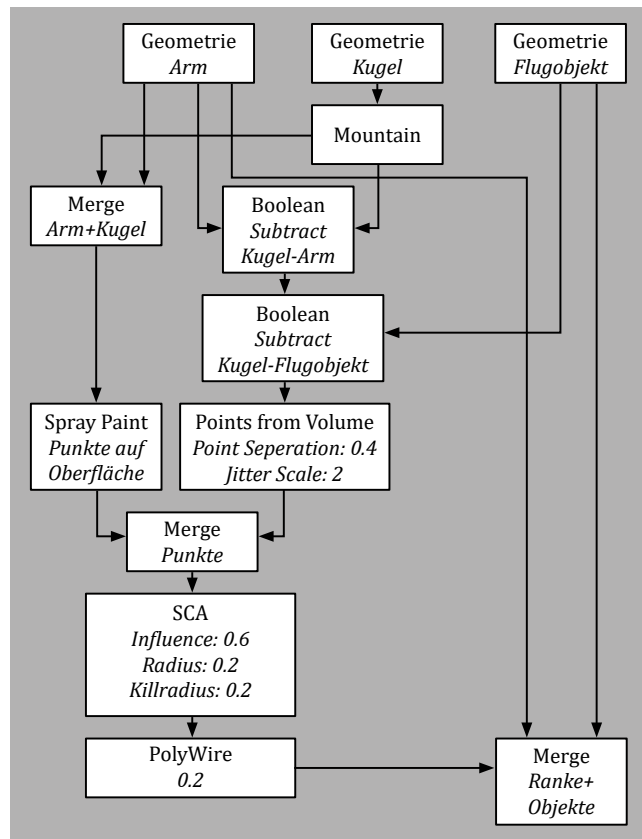 Geometrie
Arm
Geometrie
Kugel
Geometrie
Flugobjekt
Mountain
Merge
Arm+Kugel
Boolean
Subtract
Kugel-Arm
Boolean
Subtract
Kugel-Flugobjekt
Spray Paint
Punkte auf
Oberfläche
Points from Volume
Point Seperation: 0.4
Jitter Scale: 2
Merge
Punkte
SCA
Influence: 0.6
Radius: 0.2
Killradius: 0.2
PolyWire
0.2
Merge
Ranke+
Objekte